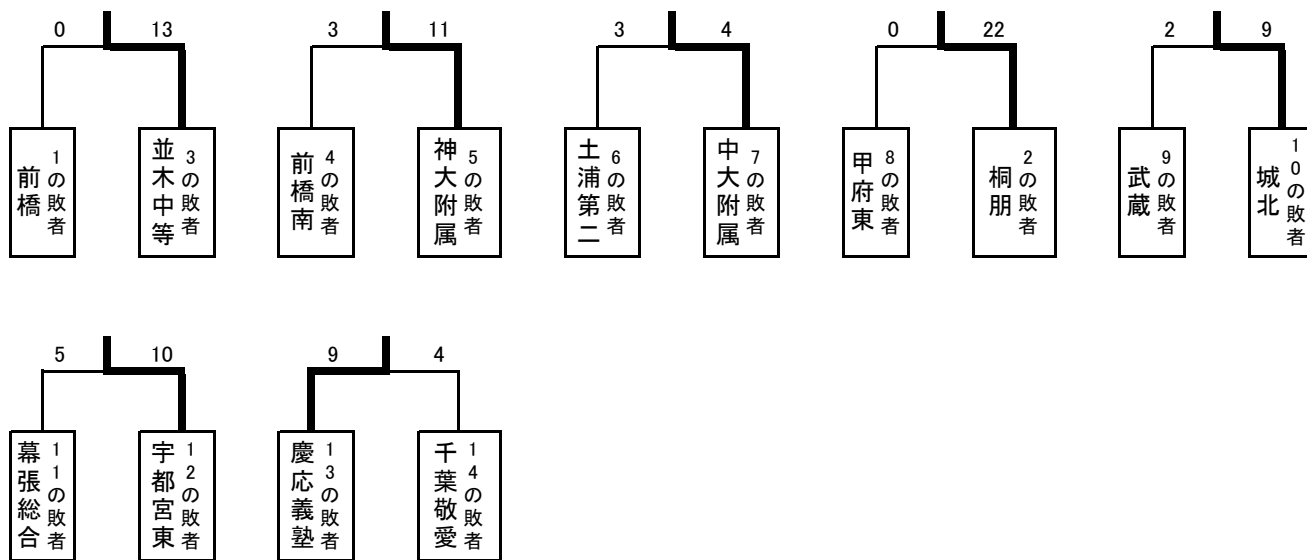 0 13
前橋 1の敗者
並木中等 3の敗者
3 11
前橋南 4の敗者
神大附属 5の敗者
3 4
土浦第二 6の敗者
中大附属 7の敗者
0 22
甲府東 8の敗者
桐朋 2の敗者
2 9
武蔵 9の敗者
城北 10の敗者
5 10
幕張総合 11の敗者
宇都宮東 12の敗者
9 4
慶応義塾 13の敗者
千葉敬愛 14の敗者